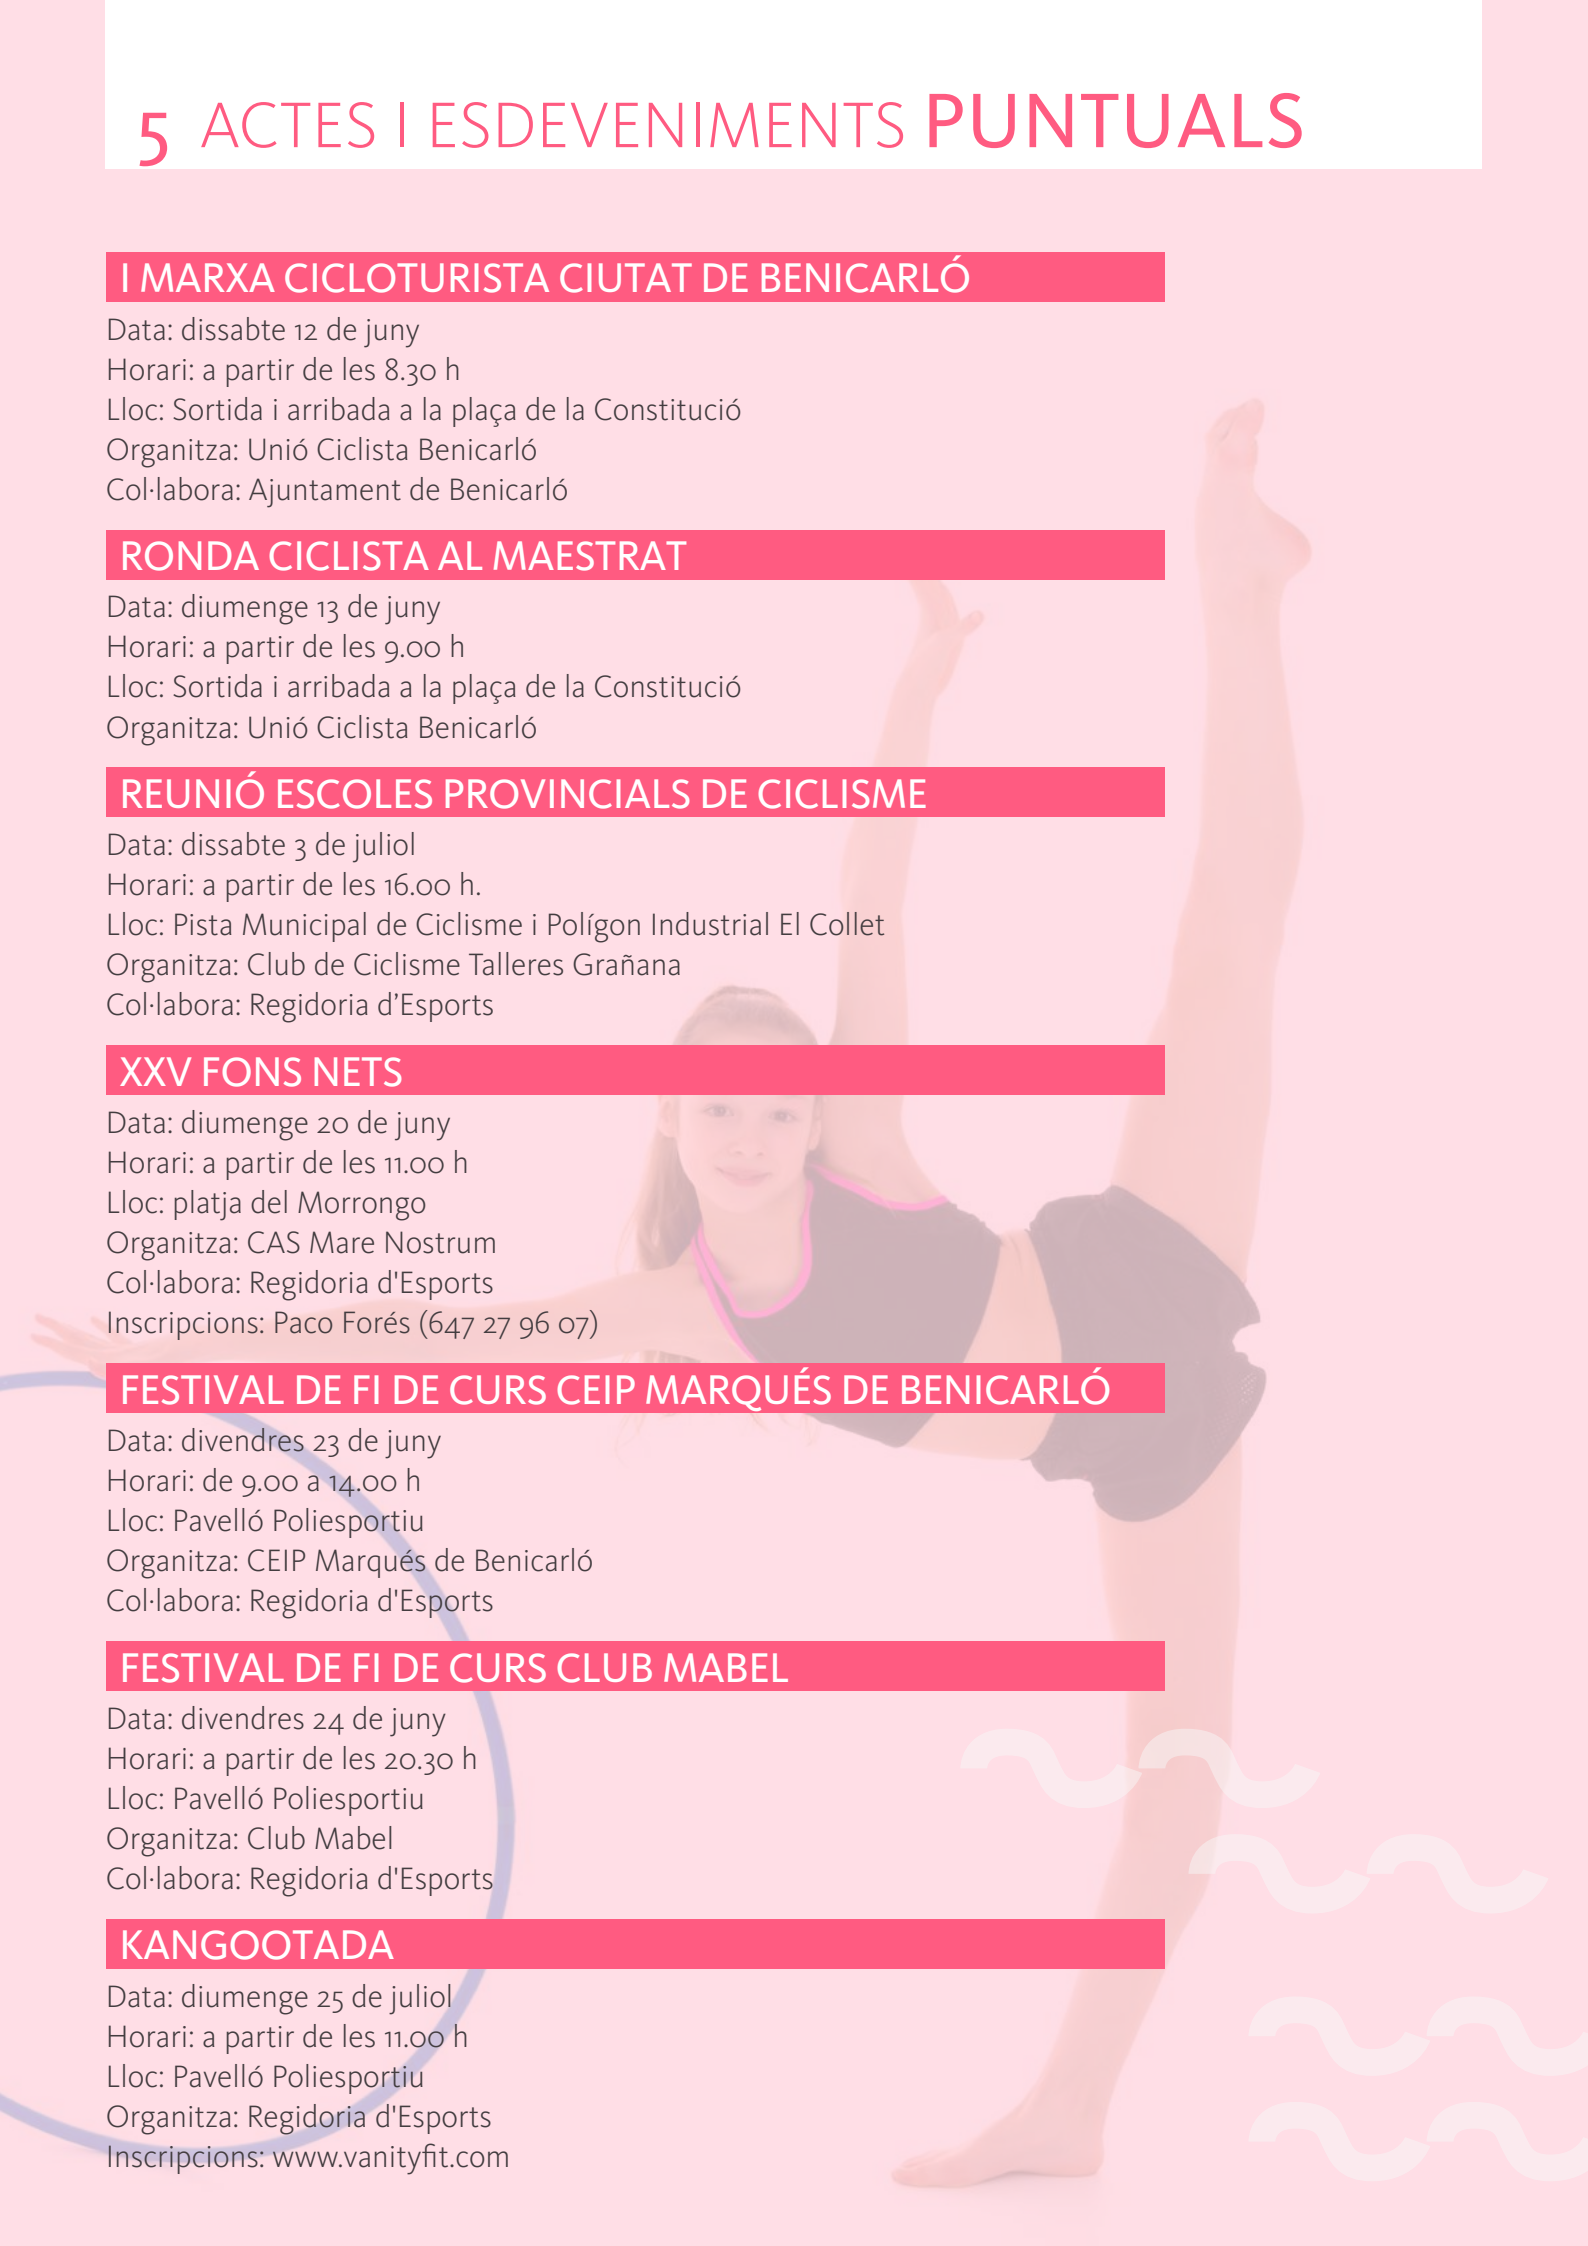 5 ACTES I ESDEVENIMENTS PUNTUALS
I MARXA CICLOTURISTA CIUTAT DE BENICARLÓ
Data: dissabte 12 de juny
Horari: a partir de les 8.30 h
Lloc: Sortida i arribada a la plaça de la Constitució
Organitza: Unió Ciclista Benicarló
Col·labora: Ajuntament de Benicarló
RONDA CICLISTA AL MAESTRAT
Data: diumenge 13 de juny
Horari: a partir de les 9.00 h
Lloc: Sortida i arribada a la plaça de la Constitució
Organitza: Unió Ciclista Benicarló
REUNIÓ ESCOLES PROVINCIALS DE CICLISME
Data: dissabte 3 de juliol
Horari: a partir de les 16.00 h.
Lloc: Pista Municipal de Ciclisme i Polígon Industrial El Collet
Organitza: Club de Ciclisme Talleres Grañana
Col·labora: Regidoria d’Esports
XXV FONS NETS
Data: diumenge 20 de juny
Horari: a partir de les 11.00 h
Lloc: platja del Morrongo
Organitza: CAS Mare Nostrum
Col·labora: Regidoria d'Esports
Inscripcions: Paco Forés (647 27 96 07)
FESTIVAL DE FI DE CURS CEIP MARQUÉS DE BENICARLÓ
Data: divendres 23 de juny
Horari: de 9.00 a 14.00 h
Lloc: Pavelló Poliesportiu
Organitza: CEIP Marqués de Benicarló
Col·labora: Regidoria d'Esports
FESTIVAL DE FI DE CURS CLUB MABEL
Data: divendres 24 de juny
Horari: a partir de les 20.30 h
Lloc: Pavelló Poliesportiu
Organitza: Club Mabel
Col·labora: Regidoria d'Esports
KANGOOTADA
Data: diumenge 25 de juliol
Horari: a partir de les 11.00 h
Lloc: Pavelló Poliesportiu
Organitza: Regidoria d'Esports
Inscripcions: www.vanityfit.com